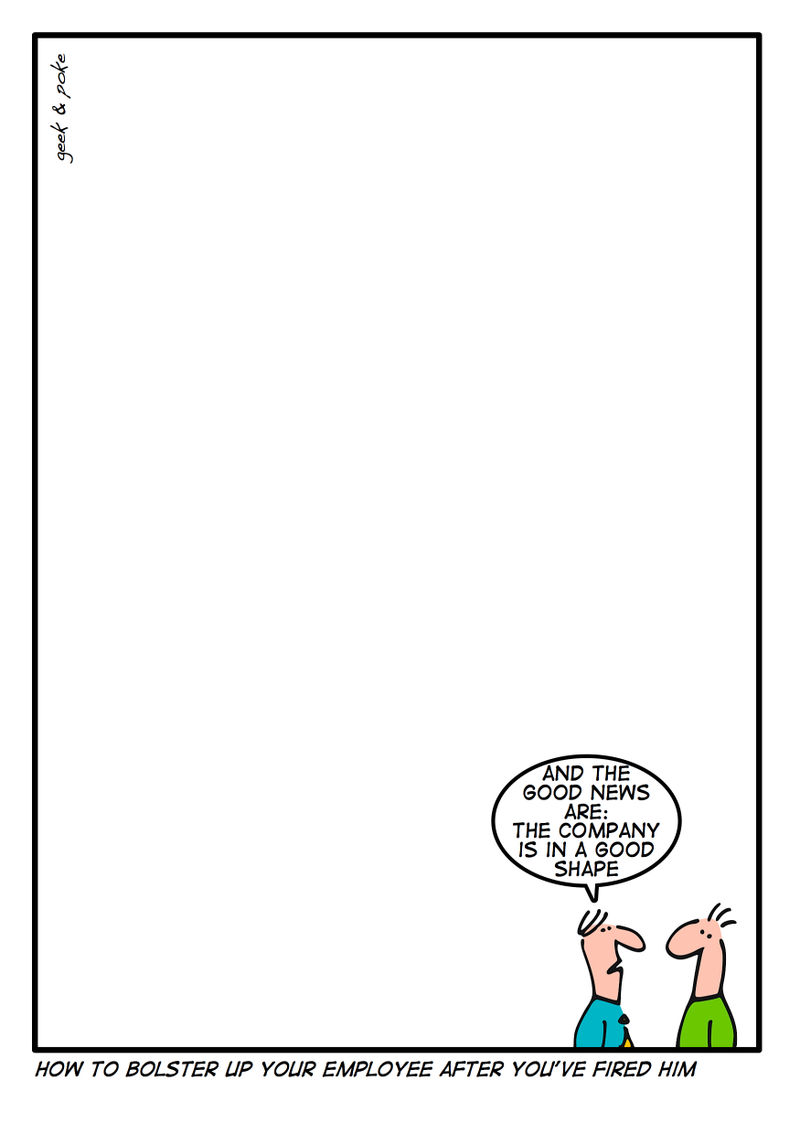 geek & poke
AND THE
GOOD NEWS
ARE:
THE COMPANY
IS IN A GOOD
SHAPE
HOW TO BOLSTER UP YOUR EMPLOYEE AFTER YOU'VE FIRED HIM